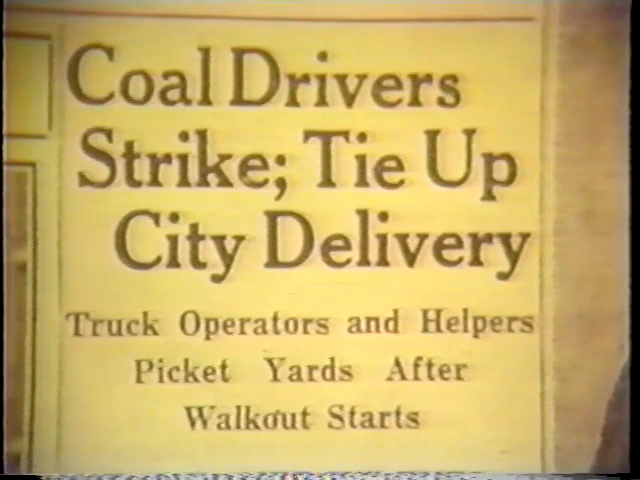 Coal Drivers
Strike; Tie Up
City Delivery
Truck Operators and Helpers
Picket Yards After
Walkout Starts